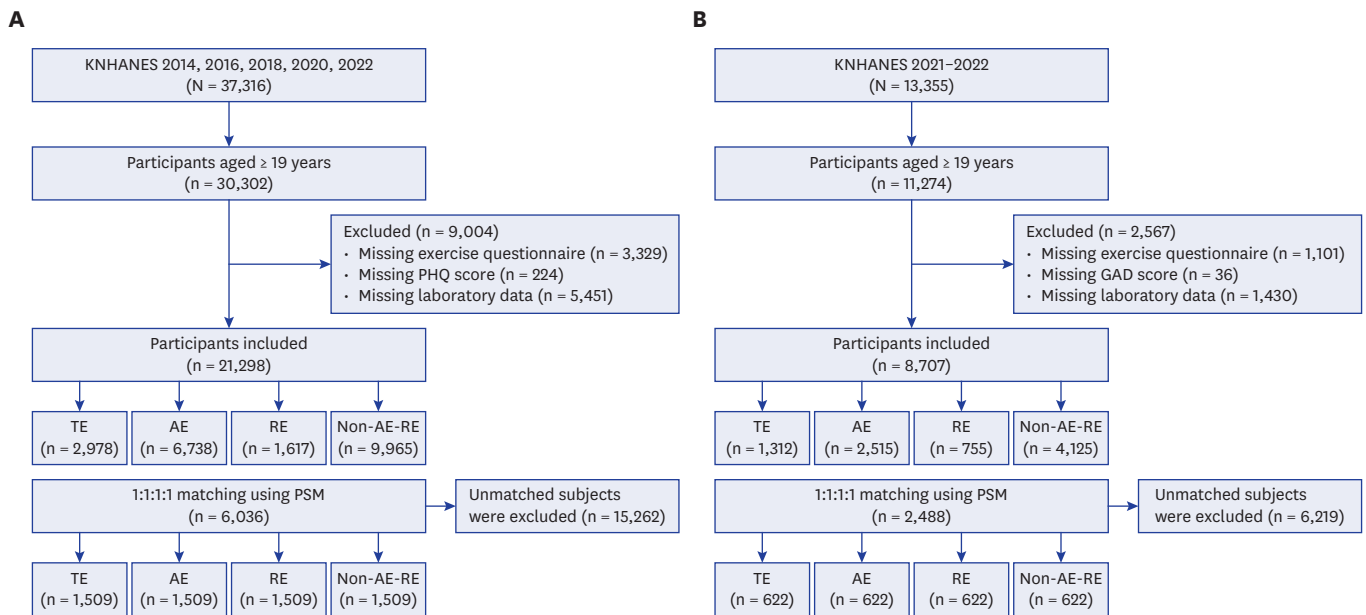 A
KNHANES 2014, 2016, 2018, 2020, 2022
(N = 37,316)
Participants aged ≥ 19 years
(n = 30,302)
Excluded (n = 9,004)
· Missing exercise questionnaire (n = 3,329)
· Missing PHQ score (n = 224)
· Missing laboratory data (n = 5,451)
Participants included
(n = 21,298)
TE
(n = 2,978)
AE
(n = 6,738)
RE
(n = 1,617)
Non-AE-RE
(n = 9,965)
1:1:1:1 matching using PSM
(n = 6,036)
Unmatched subjects
were excluded (n = 15,262)
TE
(n = 1,509)
AE
(n = 1,509)
RE
(n = 1,509)
Non-AE-RE
(n = 1,509)
B
KNHANES 2021–2022
(N = 13,355)
Participants aged ≥ 19 years
(n = 11,274)
Excluded (n = 2,567)
· Missing exercise questionnaire (n = 1,101)
· Missing GAD score (n = 36)
· Missing laboratory data (n = 1,430)
Participants included
(n = 8,707)
TE
(n = 1,312)
AE
(n = 2,515)
RE
(n = 755)
Non-AE-RE
(n = 4,125)
1:1:1:1 matching using PSM
(n = 2,488)
Unmatched subjects
were excluded (n = 6,219)
TE
(n = 622)
AE
(n = 622)
RE
(n = 622)
Non-AE-RE
(n = 622)